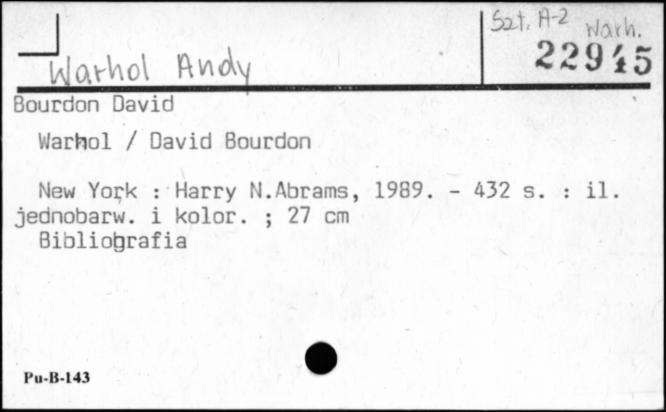 Szt. A-2 Warh.
22945
Warhol Andy
Bourdon David
Warhol / David Bourdon
New York : Harry N.Abrams, 1989. - 432 s. : il.
jednobarw. i kolor. ; 27 cm
Bibliografia
Pu-B-143